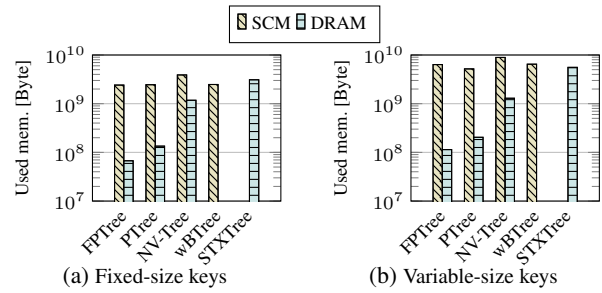 SCM DRAM
10^10
10^9
10^8
10^7
Used mem. [Byte]
FPTree
PTree
NV-Tree
wBTree
STXTree
(a) Fixed-size keys
10^10
10^9
10^8
10^7
Used mem. [Byte]
FPTree
PTree
NV-Tree
wBTree
STXTree
(b) Variable-size keys